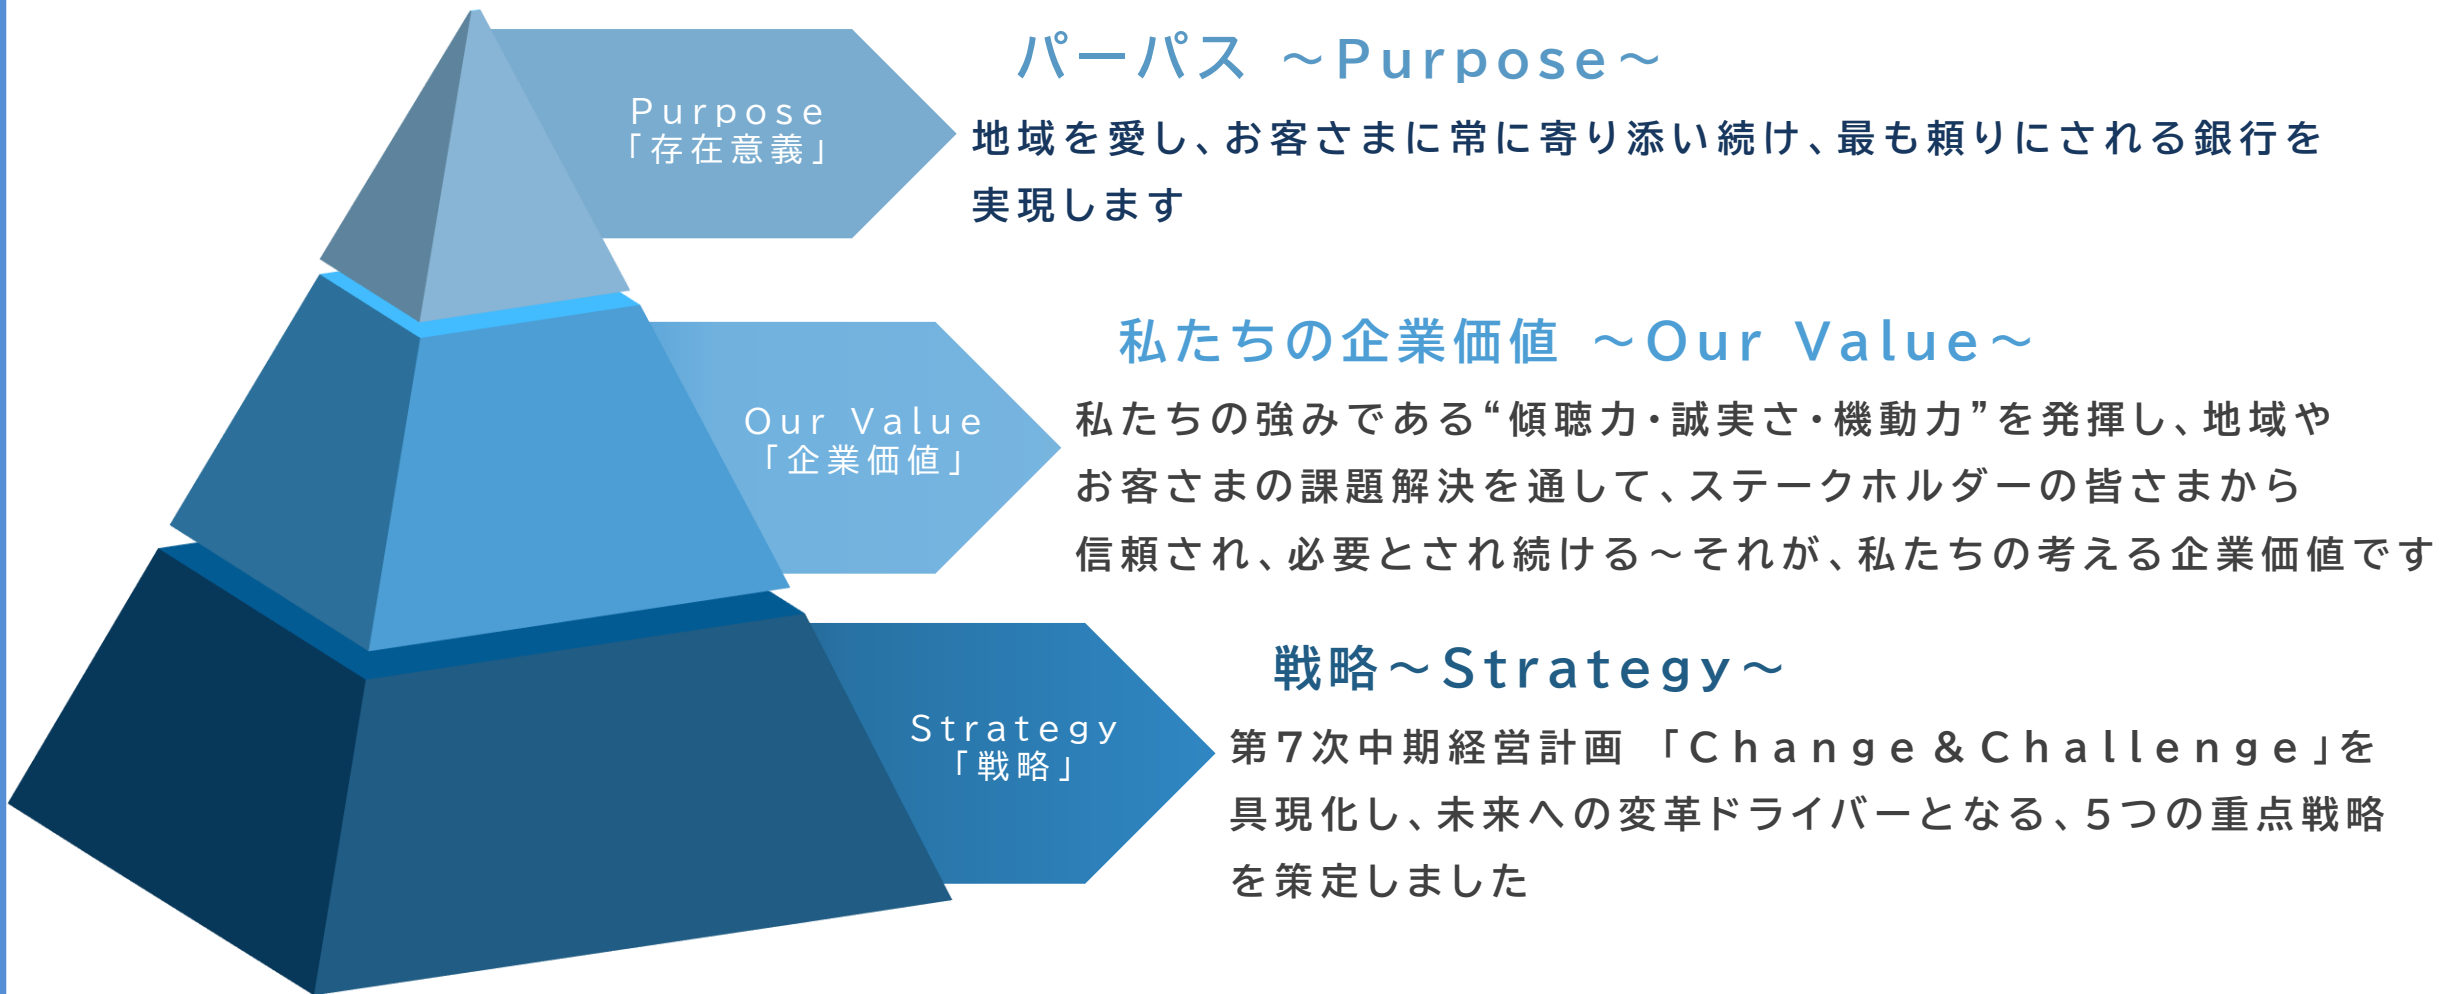 パーパス ～Purpose～
Purpose
「存在意義」
地域を愛し、お客さまに常に寄り添い続け、最も頼りにされる銀行を
実現します
私たちの企業価値 ～Our Value～
Our Value
「企業価値」
私たちの強みである“傾聴力・誠実さ・機動力”を発揮し、地域や
お客さまの課題解決を通して、ステークホルダーの皆さまから
信頼され、必要とされ続ける～それが、私たちの考える企業価値です
戦略～Strategy～
Strategy
「戦略」
第７次中期経営計画 「Ｃｈａｎｇｅ＆Ｃｈａｌｌｅｎｇｅ」を
具現化し、未来への変革ドライバーとなる、５つの重点戦略
を策定しました